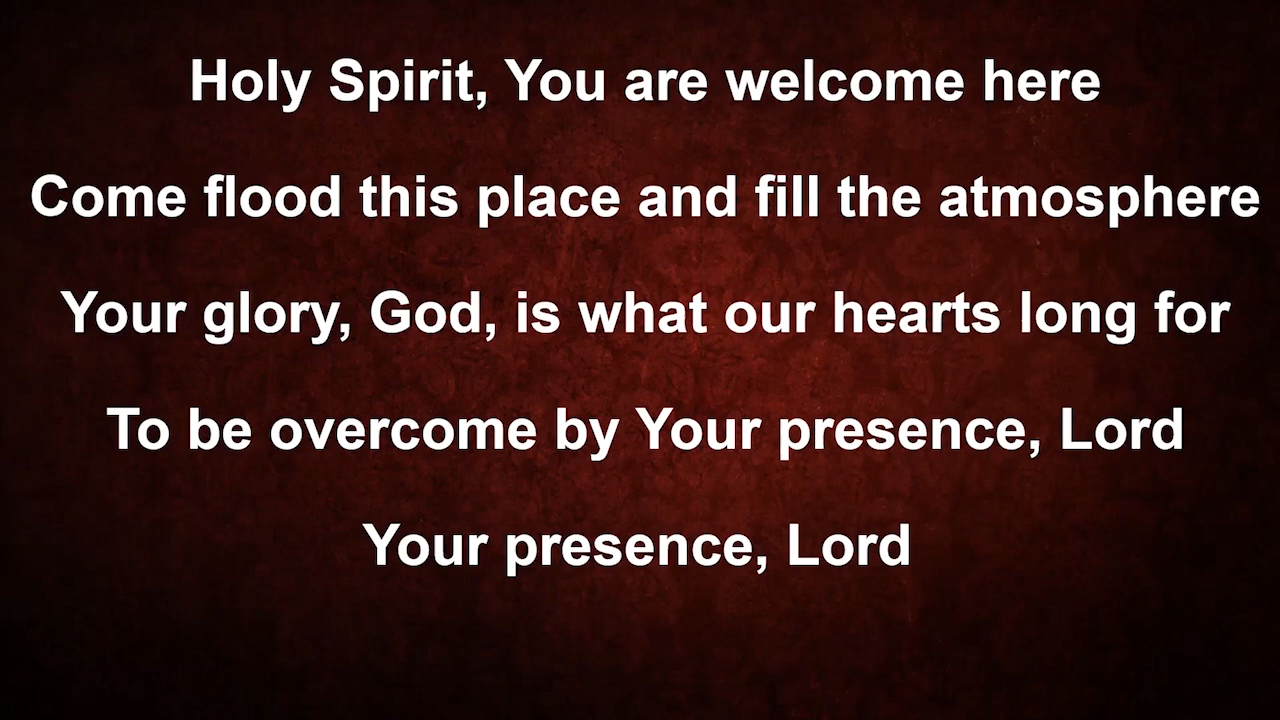 Holy Spirit, You are welcome here
Come flood this place and fill the atmosphere
Your glory, God, is what our hearts long for
To be overcome by Your presence, Lord
Your presence, Lord